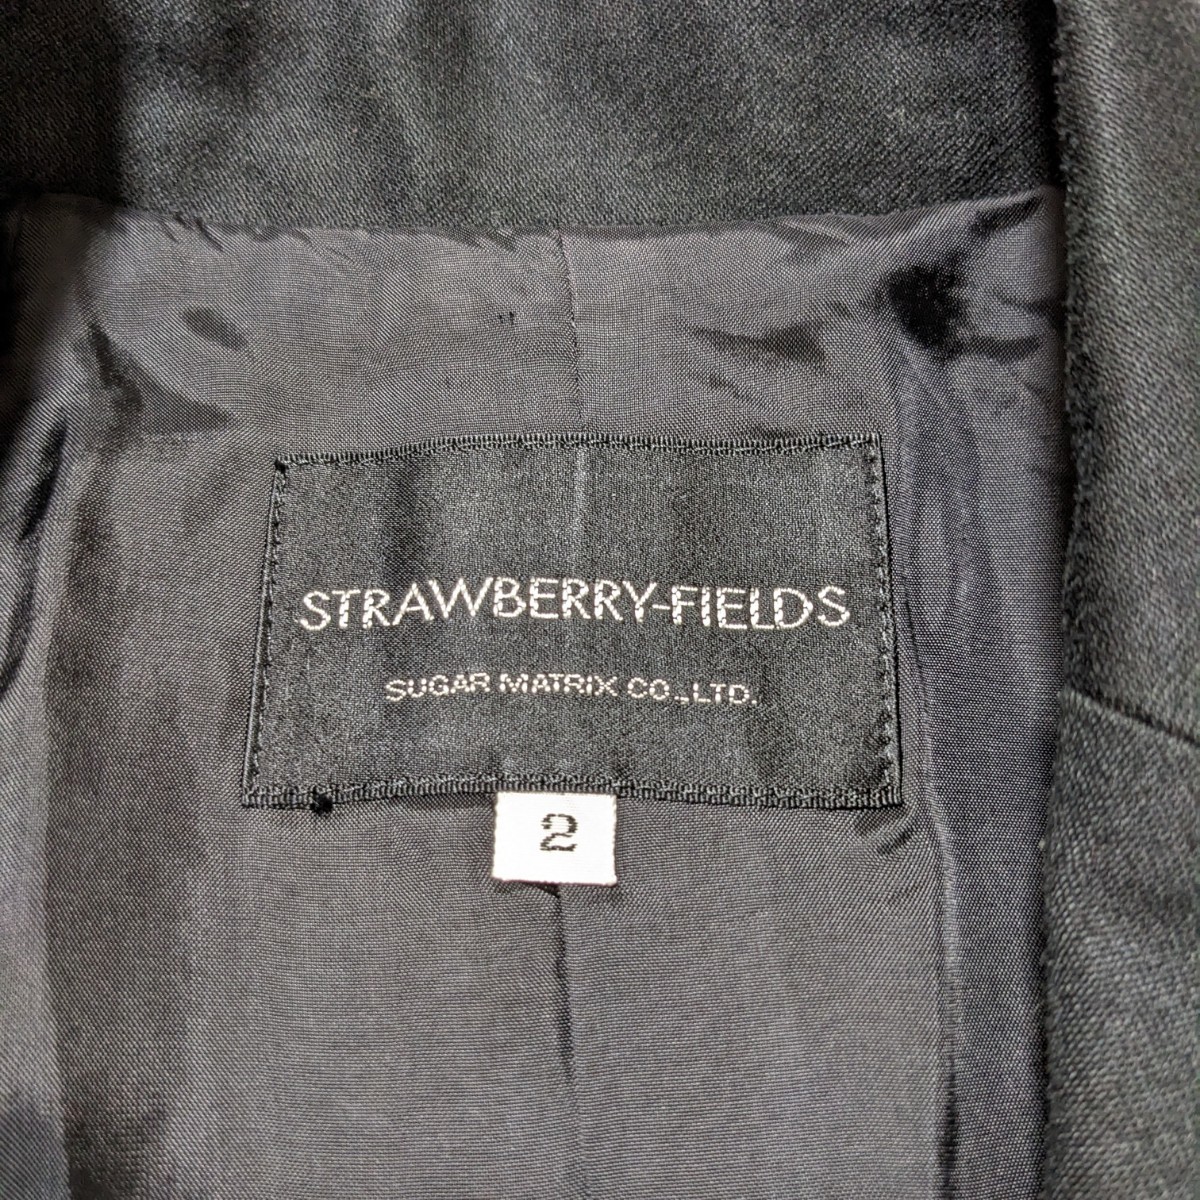 STRAWBERRY-FIELDS
SUGAR MATRIX CO.,LTD.
2